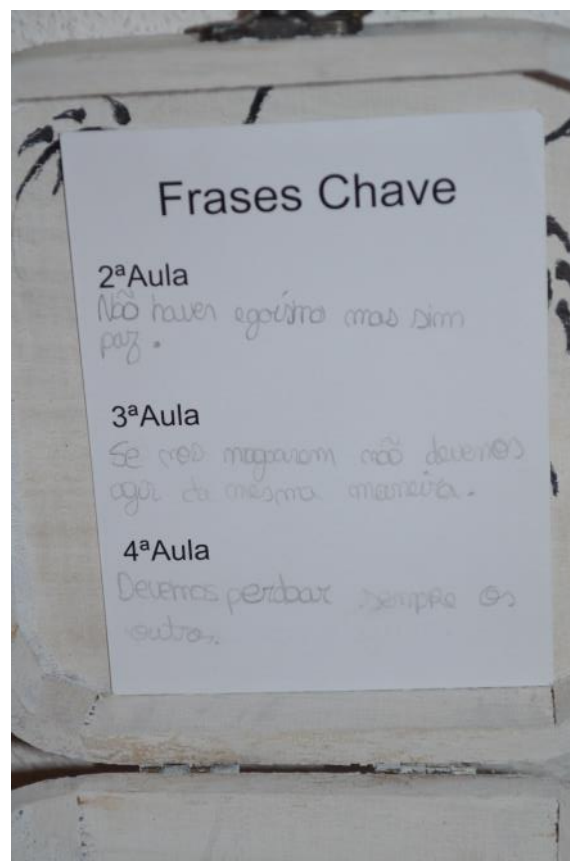 Frases Chave
2ªAula
Não haver egoísmo mas sim
paz.
3ªAula
Se nos magoarem não devemos
agir da mesma maneira.
4ªAula
Devemos perdoar sempre os
outros.